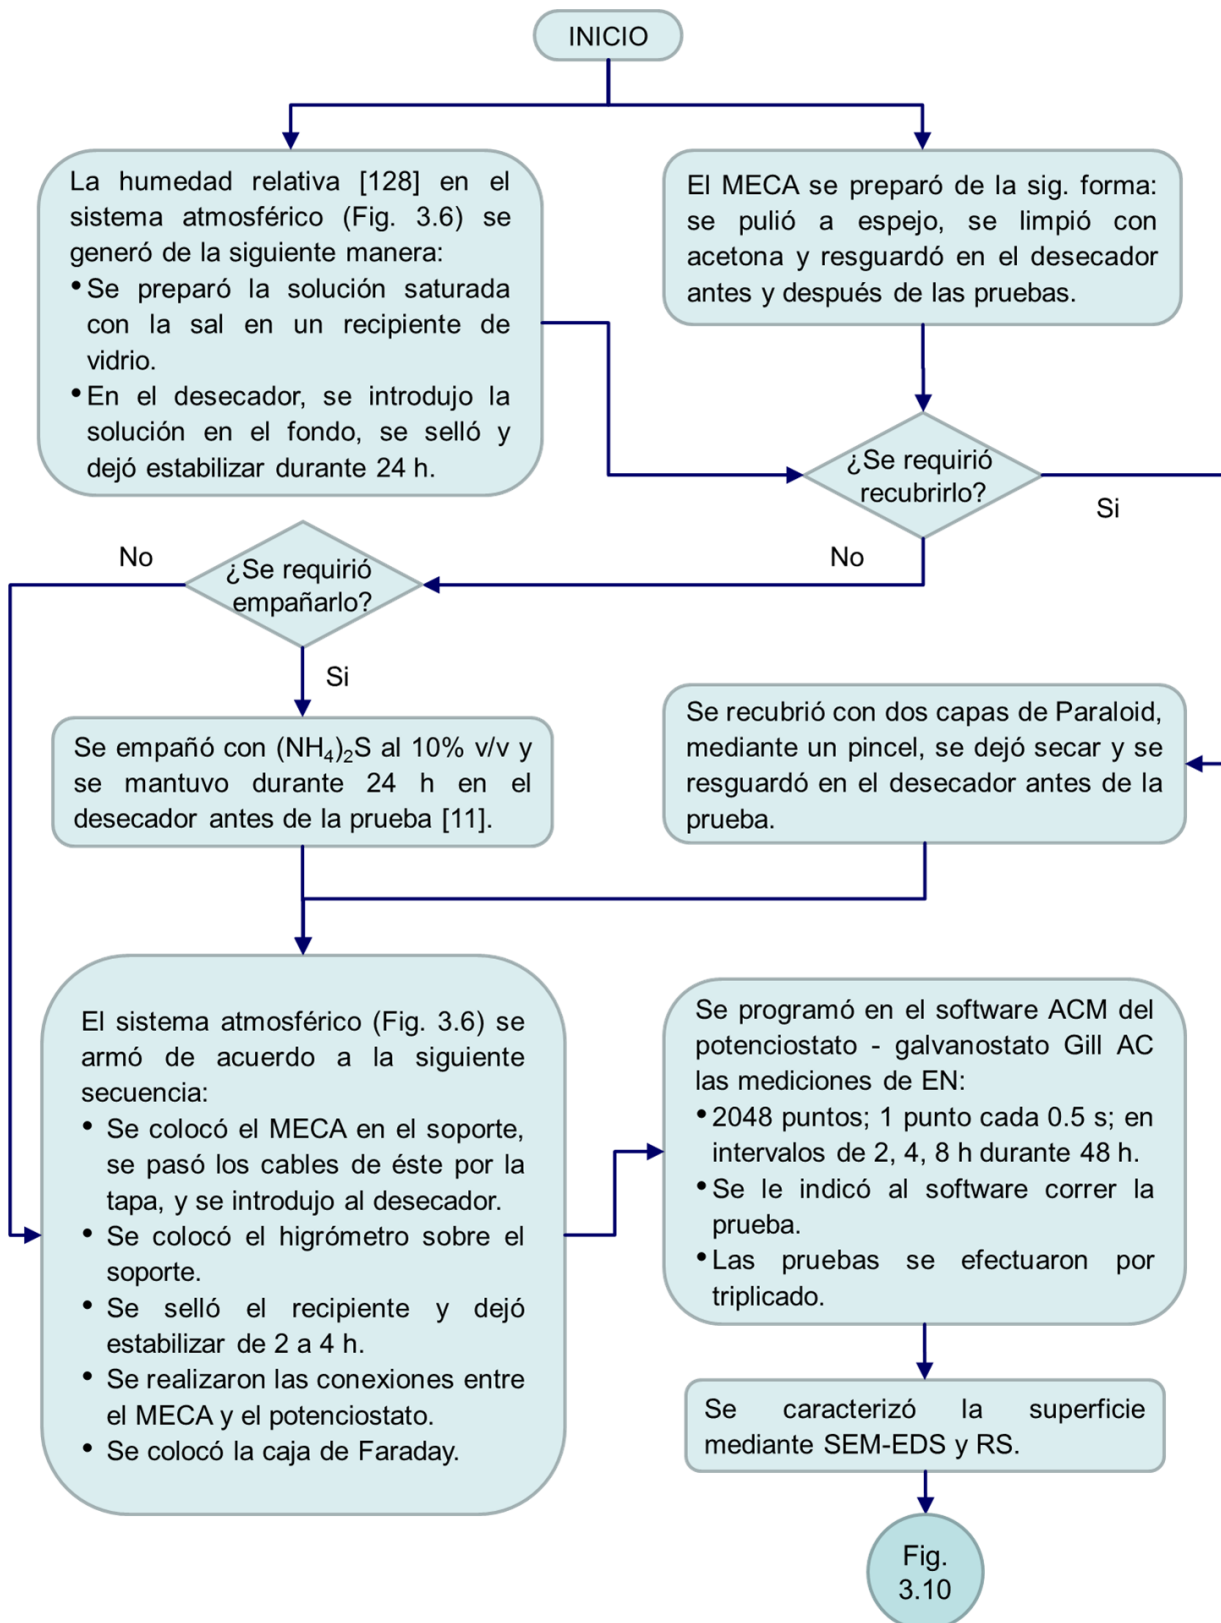 INICIO
La humedad relativa [128] en el
sistema atmosférico (Fig. 3.6) se
generó de la siguiente manera:
• Se preparó la solución saturada
con la sal en un recipiente de
vidrio.
• En el desecador, se introdujo la
solución en el fondo, se selló y
dejó estabilizar durante 24 h.
El MECA se preparó de la sig. forma:
se pulió a espejo, se limpió con
acetona y resguardó en el desecador
antes y después de las pruebas.
¿Se requirió
recubrirlo?
Si
No
¿Se requirió
empañarlo?
No
Si
Se empañó con (NH₄)₂S al 10% v/v y
se mantuvo durante 24 h en el
desecador antes de la prueba [11].
Se recubrió con dos capas de Paraloid,
mediante un pincel, se dejó secar y se
resguardó en el desecador antes de la
prueba.
El sistema atmosférico (Fig. 3.6) se
armó de acuerdo a la siguiente
secuencia:
• Se colocó el MECA en el soporte,
se pasó los cables de éste por la
tapa, y se introdujo al desecador.
• Se colocó el higrómetro sobre el
soporte.
• Se selló el recipiente y dejó
estabilizar de 2 a 4 h.
• Se realizaron las conexiones entre
el MECA y el potenciostato.
• Se colocó la caja de Faraday.
Se programó en el software ACM del
potenciostato - galvanostato Gill AC
las mediciones de EN:
• 2048 puntos; 1 punto cada 0.5 s; en
intervalos de 2, 4, 8 h durante 48 h.
• Se le indicó al software correr la
prueba.
• Las pruebas se efectuaron por
triplicado.
Se caracterizó la superficie
mediante SEM-EDS y RS.
Fig.
3.10